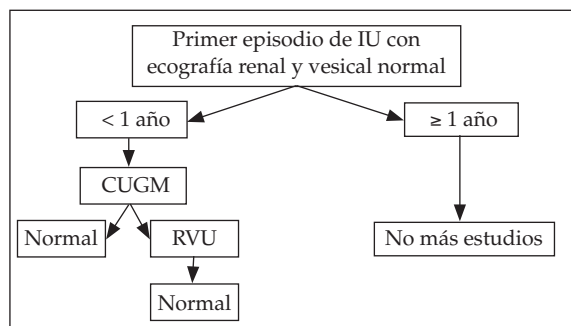 Primer episodio de IU con
ecografía renal y vesical normal
< 1 año
≥ 1 año
CUGM
Normal
RVU
No más estudios
Normal